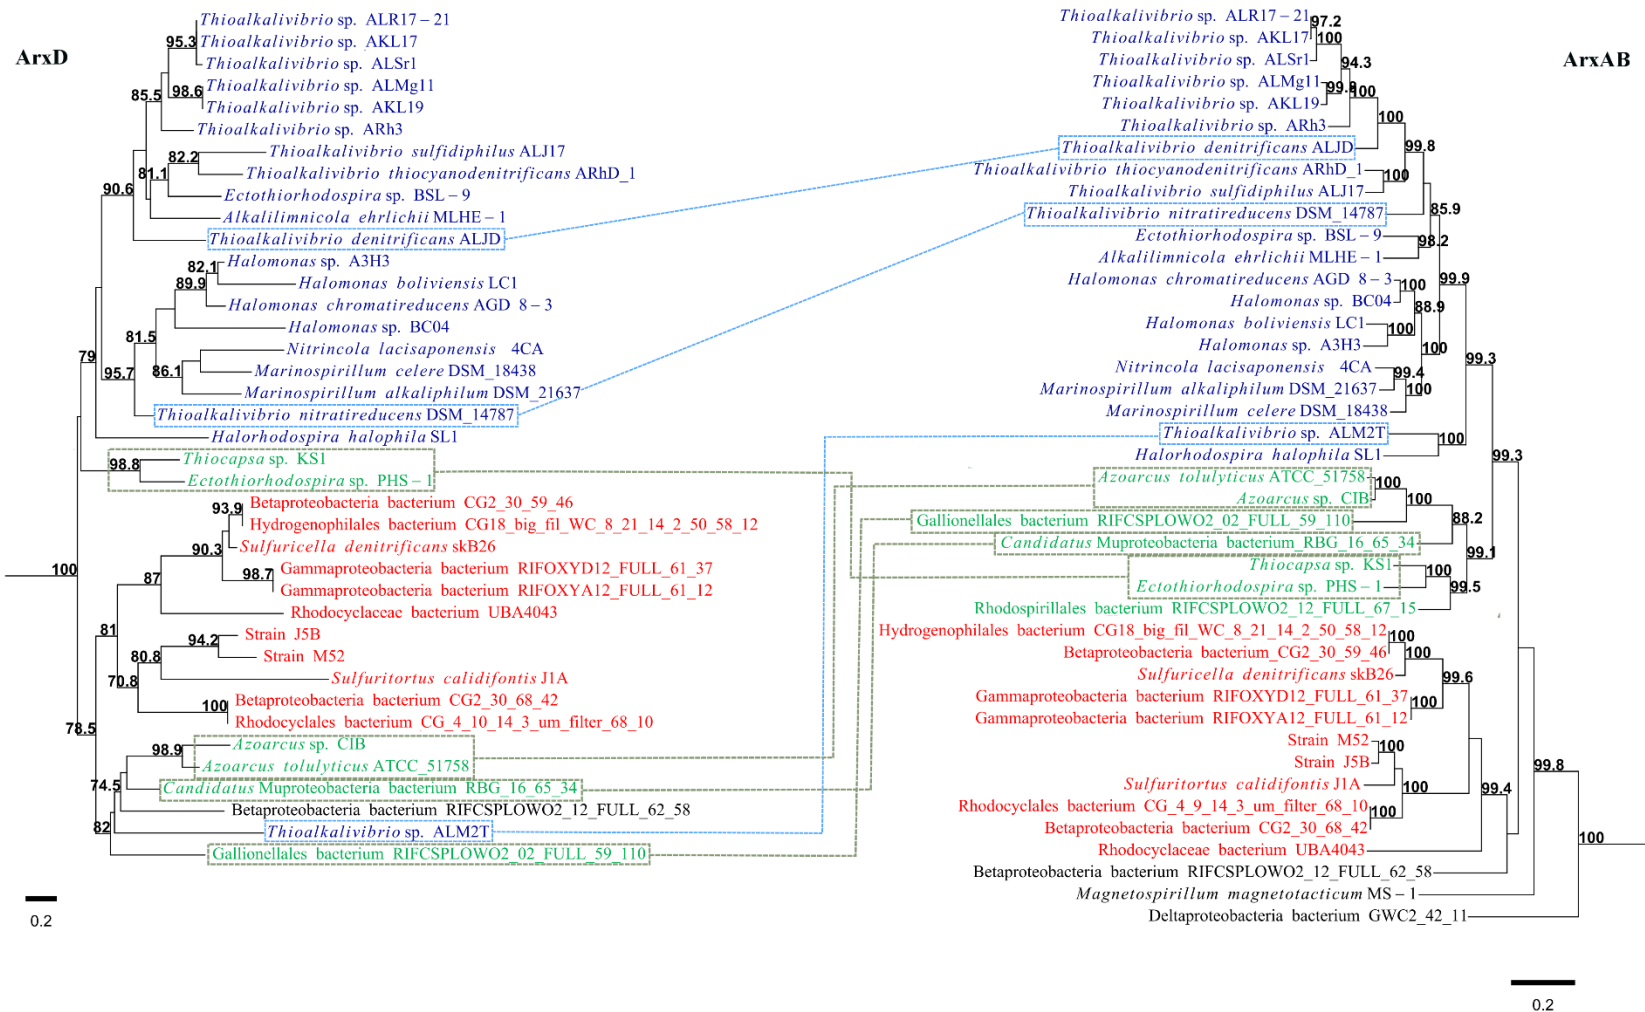 ArxD
Thioalkalivibrio sp. ALR17-21
Thioalkalivibrio sp. AKL17
95.3
Thioalkalivibrio sp. ALSr1
Thioalkalivibrio sp. ALMg11
98.6
85.5
Thioalkalivibrio sp. AKL19
Thioalkalivibrio sp. ARh3
Thioalkalivibrio sulfidiphilus ALJ17
82.2
81.1
Thioalkalivibrio thiocyanodenitrificans ARhD_1
90.6
Ectothiorhodospira sp. BSL-9
Alkalilimnicola ehrlichii MLHE-1
Thioalkalivibrio denitrificans ALJD
Halomonas sp. A3H3
82.1
89.9
Halomonas boliviensis LC1
Halomonas chromatireducens AGD 8-3
Halomonas sp. BC04
81.5
Nitrincola lacisaponensis 4CA
79
95.7
86.1
Marinospirillum celere DSM_18438
Marinospirillum alkaliphilum DSM_21637
Thioalkalivibrio nitratireducens DSM_14787
Halorhodospira halophila SL1
Thiocapsa sp. KS1
98.8
Ectothiorhodospira sp. PHS-1
Betaproteobacteria bacterium CG2_30_59_46
93.9
Hydrogenophilales bacterium CG18_big_fil_WC_8_21_14_2_50_58_12
90.3
Sulfuricella denitrificans skB26
Gammaproteobacteria bacterium RIFOXYD12_FULL_61_37
100
87
98.7
Gammaproteobacteria bacterium RIFOXYA12_FULL_61_12
Rhodocyclaceae bacterium UBA4043
81
94.2
Strain J5B
80.8
Strain M52
70.8
Sulfuritortus calidifontis J1A
Betaproteobacteria bacterium CG2_30_68_42
100
Rhodocyclales bacterium CG_4_10_14_3_um_filter_68_10
78.5
98.9
Azoarcus sp. CIB
Azoarcus tolulyticus ATCC_51758
74.5
Candidatus Muproteobacteria bacterium RBG_16_65_34
Betaproteobacteria bacterium RIFCSPLOWO2_12_FULL_62_58
82
Thioalkalivibrio sp. ALM2T
Gallionellales bacterium RIFCSPLOWO2_02_FULL_59_110
0.2
ArxAB
Thioalkalivibrio sp. ALR17-21
97.2
Thioalkalivibrio sp. AKL17
100
Thioalkalivibrio sp. ALSr1
94.3
Thioalkalivibrio sp. ALMg11
100
Thioalkalivibrio sp. AKL19
Thioalkalivibrio sp. ARh3
100
Thioalkalivibrio denitrificans ALJD
99.8
Thioalkalivibrio thiocyanodenitrificans ARhD_1
100
Thioalkalivibrio sulfidiphilus ALJ17
Thioalkalivibrio nitratireducens DSM_14787
85.9
Ectothiorhodospira sp. BSL-9
98.2
Alkalilimnicola ehrlichii MLHE-1
Halomonas chromatireducens AGD 8-3
100
99.9
Halomonas sp. BC04
88.9
Halomonas boliviensis LC1
100
Halomonas sp. A3H3
100
99.3
Nitrincola lacisaponensis 4CA
99.4
Marinospirillum alkaliphilum DSM_21637
100
Marinospirillum celere DSM_18438
Thioalkalivibrio sp. ALM2T
100
Halorhodospira halophila SL1
99.3
Azoarcus tolulyticus ATCC_51758
100
Azoarcus sp. CIB
100
Gallionellales bacterium RIFCSPLOWO2_02_FULL_59_110
88.2
Candidatus Muproteobacteria bacterium_RBG_16_65_34
99.1
Thiocapsa sp. KS1
100
Ectothiorhodospira sp. PHS-1
99.5
Rhodospirillales bacterium RIFCSPLOWO2_12_FULL_67_15
Hydrogenophilales bacterium CG18_big_fil_WC_8_21_14_2_50_58_12
100
Betaproteobacteria bacterium_CG2_30_59_46
100
Sulfuricella denitrificans skB26
99.6
Gammaproteobacteria bacterium RIFOXYD12_FULL_61_37
100
Gammaproteobacteria bacterium RIFOXYA12_FULL_61_12
Strain M52
100
Strain J5B
99.8
Sulfuritortus calidifontis J1A
100
99.4
Rhodocyclales bacterium CG_4_9_14_3_um_filter_68_10
100
Betaproteobacteria bacterium CG2_30_68_42
100
Rhodocyclaceae bacterium UBA4043
Betaproteobacteria bacterium RIFCSPLOWO2_12_FULL_62_58
Magnetospirillum magnetotacticum MS-1
Deltaproteobacteria bacterium GWC2_42_11
0.2